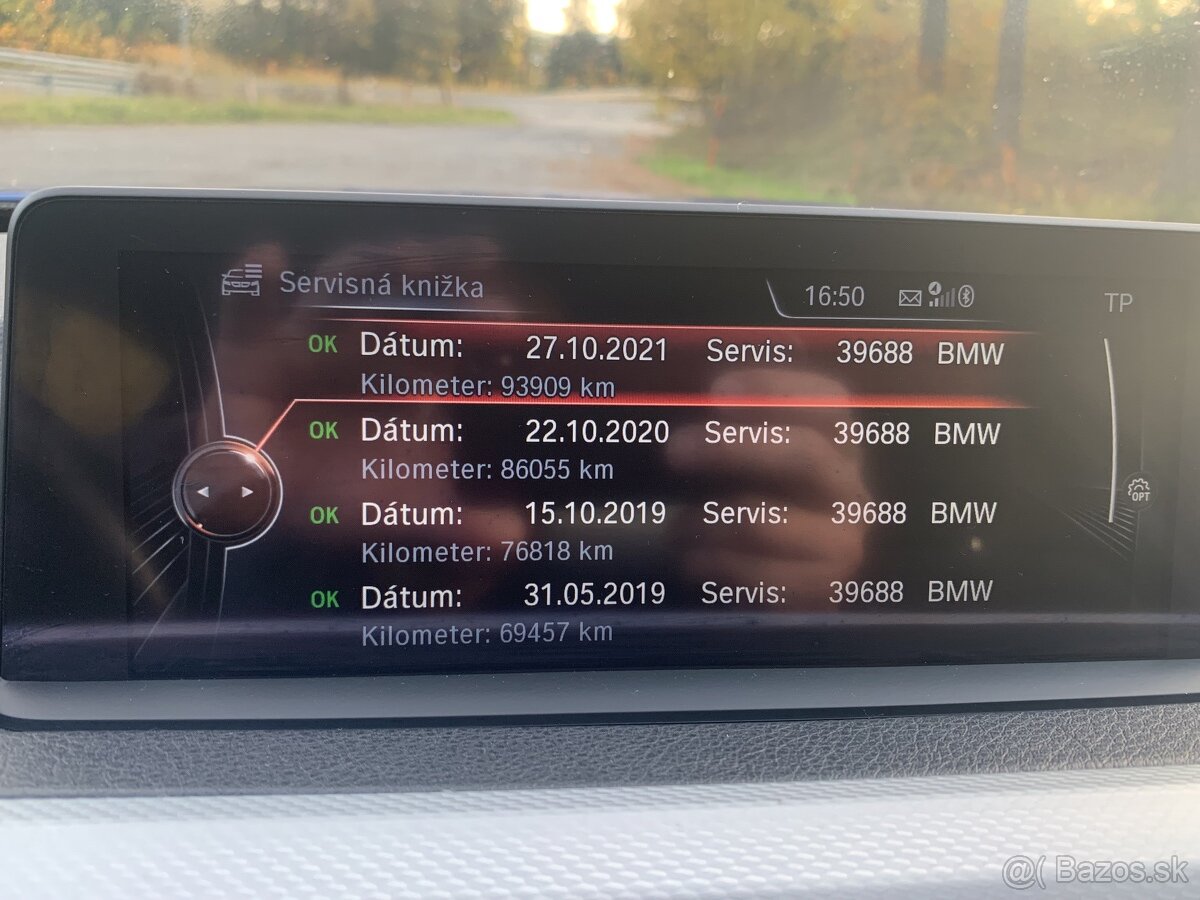 Servisná knižka
16:50
TP
OK Dátum: 27.10.2021 Servis: 39688 BMW
Kilometer: 93909 km
OK Dátum: 22.10.2020 Servis: 39688 BMW
Kilometer: 86055 km
OPT
OK Dátum: 15.10.2019 Servis: 39688 BMW
Kilometer: 76818 km
OK Dátum: 31.05.2019 Servis: 39688 BMW
Kilometer: 69457 km
@( Bazos.sk